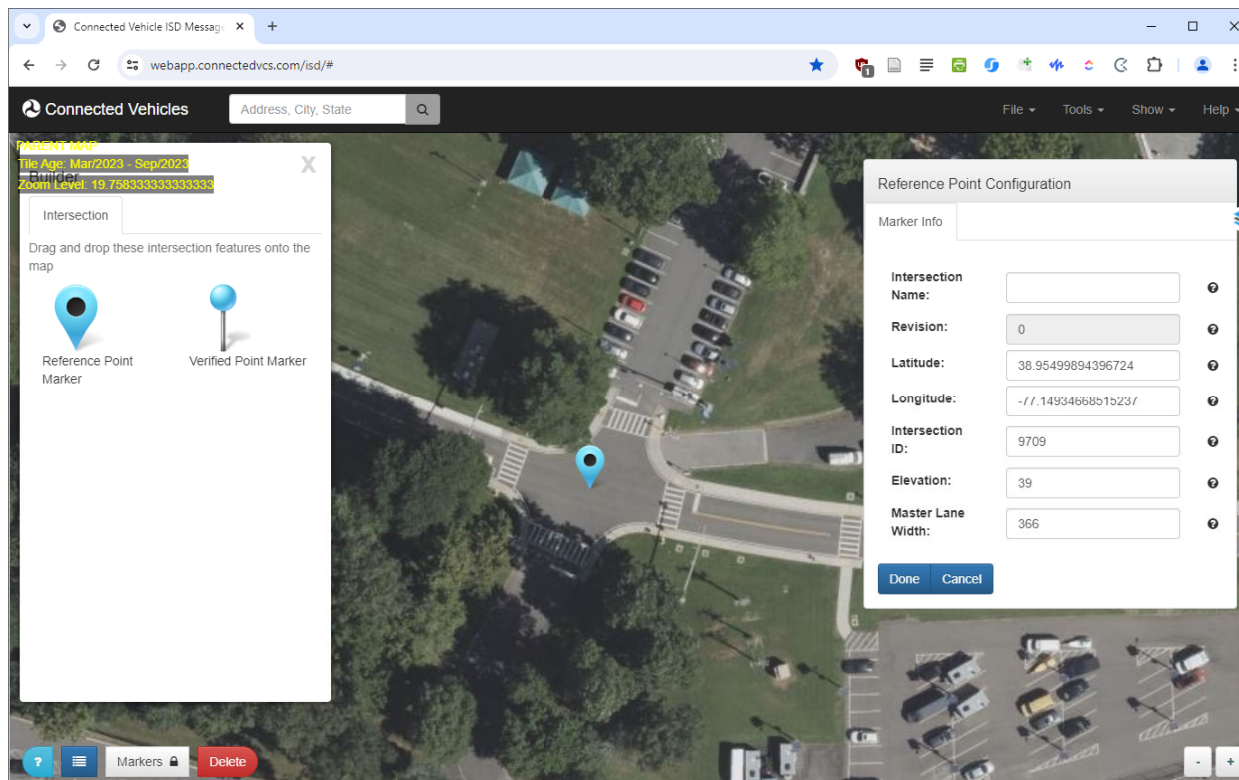 Connected Vehicle ISD Messag
webapp.connectedvcs.com/isd/#
1
Connected Vehicles
Address, City, State
File
Tools
Show
Help
PARENT MAP
Tile Age: Mar/2023 - Sep/2023
Zoom Level: 19.758333333333333
Builder
X
Intersection
Drag and drop these intersection features onto the
map
Reference Point
Marker
Verified Point Marker
Reference Point Configuration
Marker Info
Intersection
Name:
Revision:
0
Latitude:
38.95499894396724
Longitude:
-77.14934668515237
Intersection
ID:
9709
Elevation:
39
Master Lane
Width:
366
Done
Cancel
?
Markers
Delete
-
+